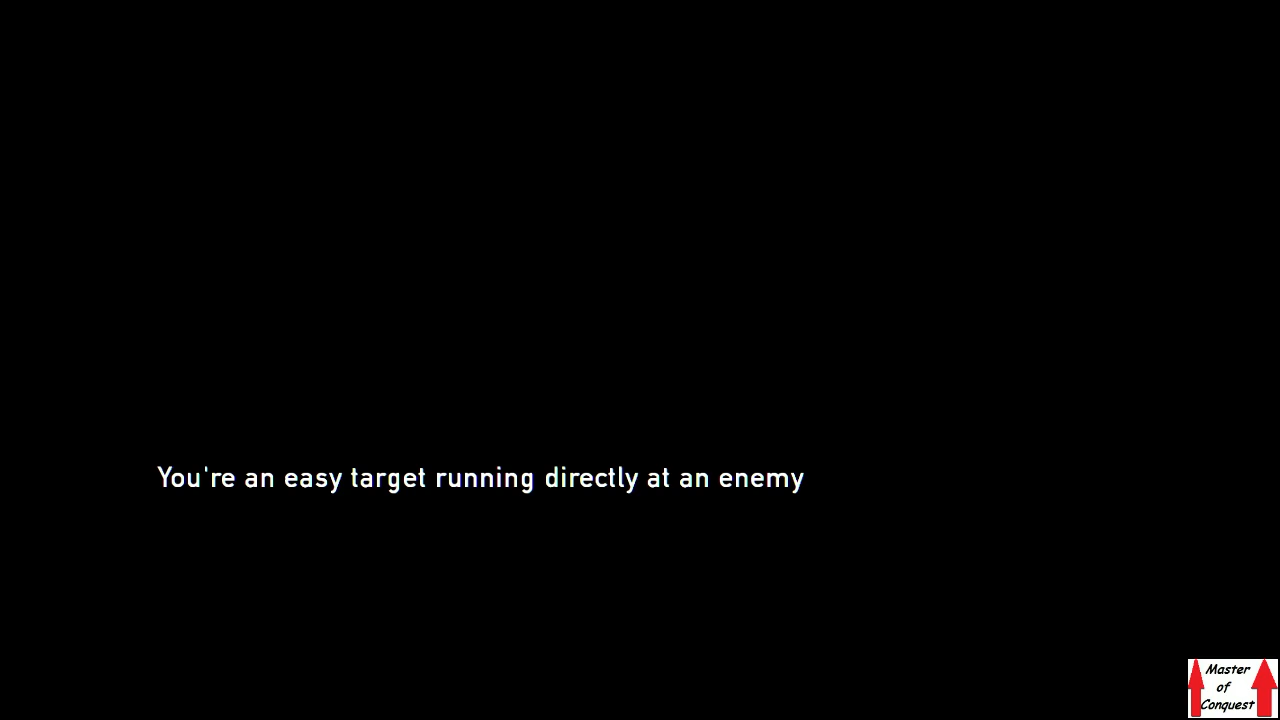 You're an easy target running directly at an enemy
Master
of
Conquest